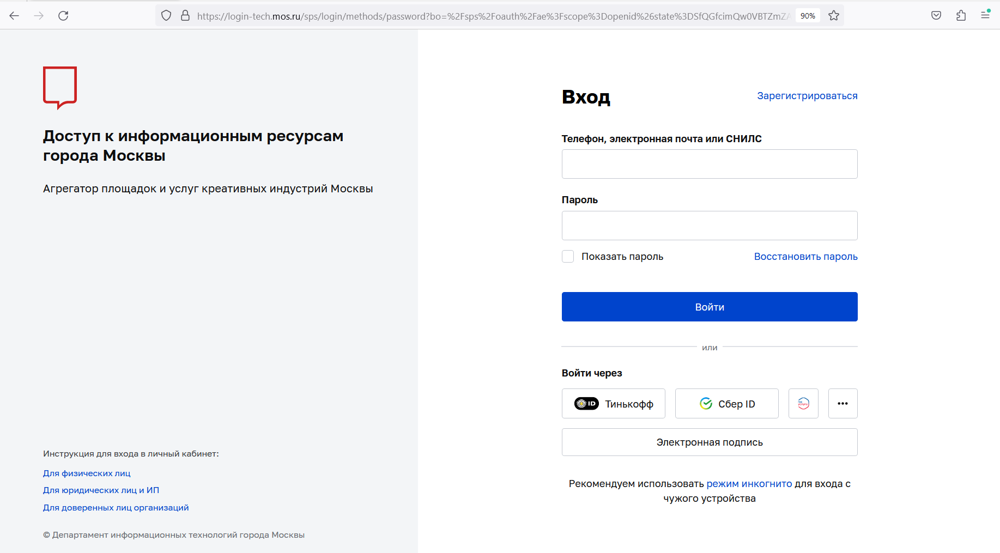 https://login-tech.mos.ru/sps/login/methods/password?bo=%2Fsps%2Foauth%2Fae%3Fscope%3Dopenid%26state%3DSfQGfcimQw0VBTZmZA
90%
Доступ к информационным ресурсам
города Москвы
Агрегатор площадок и услуг креативных индустрий Москвы
Инструкция для входа в личный кабинет:
Для физических лиц
Для юридических лиц и ИП
Для доверенных лиц организаций
© Департамент информационных технологий города Москвы
Вход
Зарегистрироваться
Телефон, электронная почта или СНИЛС
Пароль
Показать пароль
Восстановить пароль
Войти
или
Войти через
ID Тинькофф
Сбер ID
гос услуги
Электронная подпись
Рекомендуем использовать режим инкогнито для входа с
чужого устройства